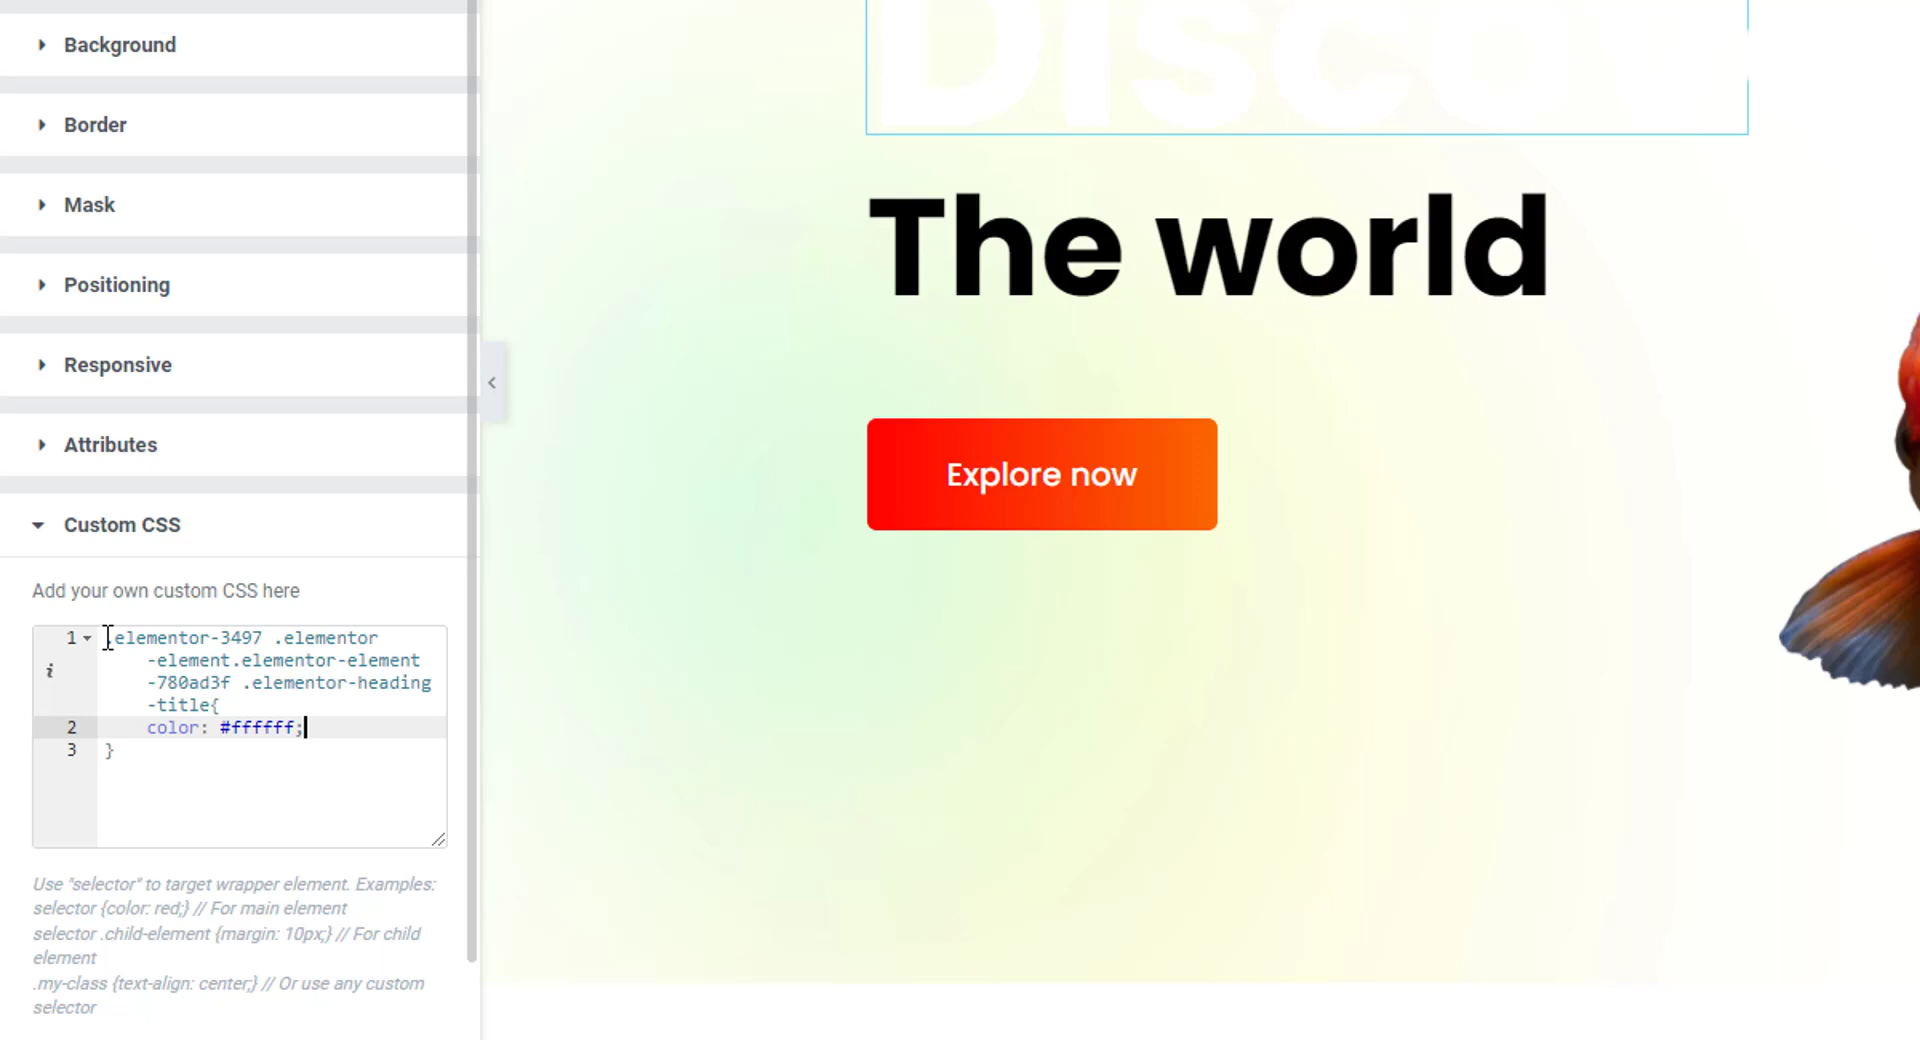 Background
Border
Mask
Positioning
Responsive
Attributes
Custom CSS
Add your own custom CSS here
1 .elementor-3497 .elementor
-element.elementor-element
-780ad3f .elementor-heading
-title{
2 color: #ffffff;
3 }
Use "selector" to target wrapper element. Examples:
selector {color: red;} // For main element
selector .child-element {margin: 10px;} // For child
element
.my-class {text-align: center;} // Or use any custom
selector
Disco
The world
Explore now